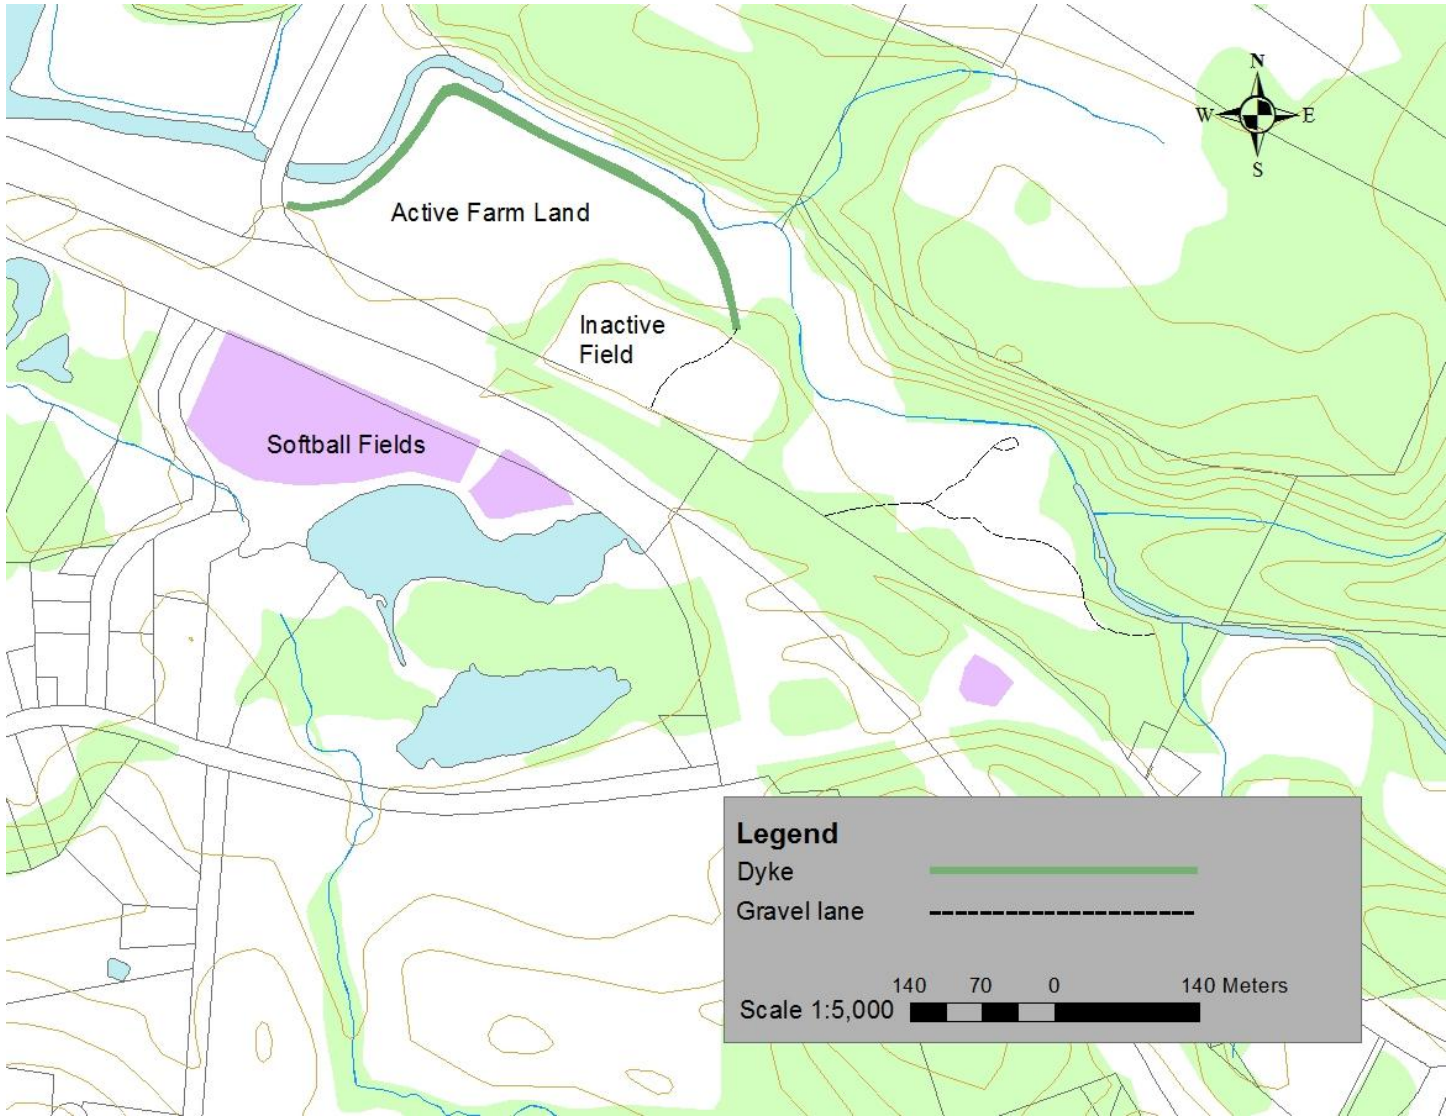 N
W E
S
Active Farm Land
Inactive
Field
Softball Fields
Legend
Dyke
Gravel lane
140 70 0 140 Meters
Scale 1:5,000